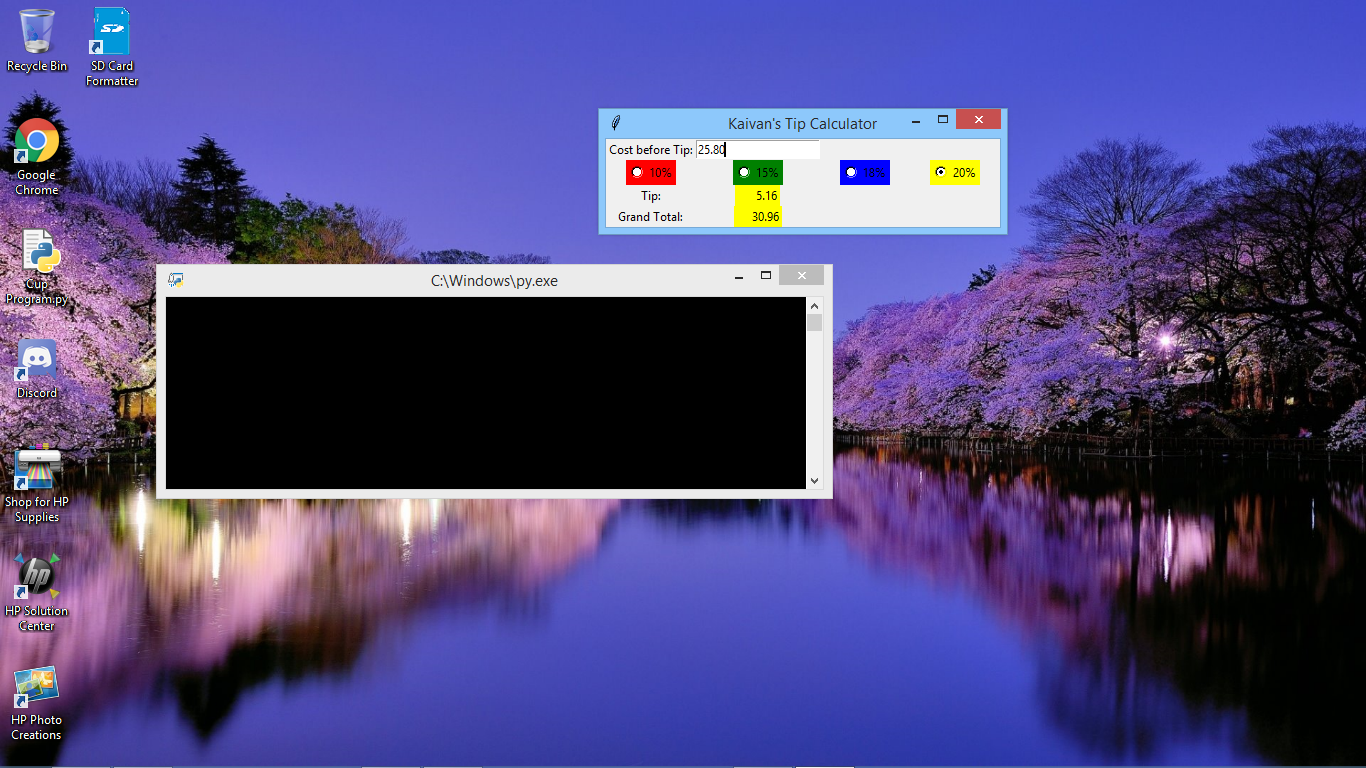 Recycle Bin
SD
SD Card
Formatter
Google
Chrome
Cup
Program.py
Discord
Shop for HP
Supplies
hp
HP Solution
Center
HP Photo
Creations
Kaivan's Tip Calculator
Cost before Tip: 25.80
10% 15% 18% 20%
Tip: 5.16
Grand Total: 30.96
C:\Windows\py.exe